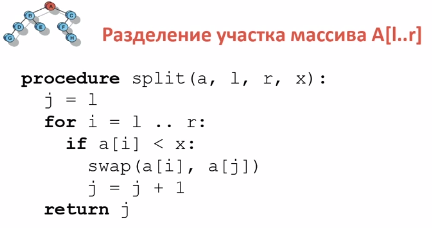 Разделение участка массива A[l..r]
procedure split(a, l, r, x):
j = l
for i = l .. r:
if a[i] < x:
swap(a[i], a[j])
j = j + 1
return j